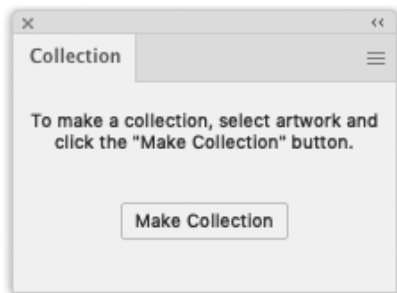 Collection
To make a collection, select artwork and
click the "Make Collection" button.
Make Collection